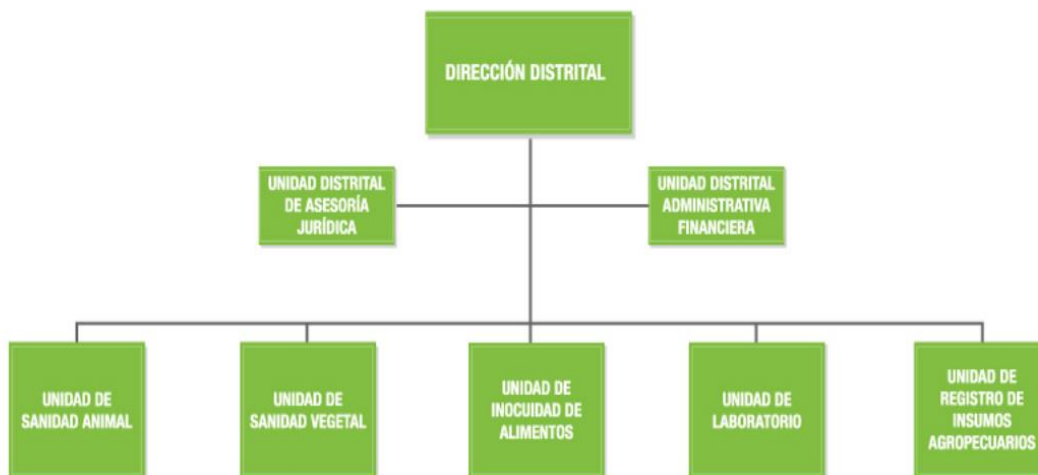 DIRECCIÓN DISTRITAL
UNIDAD DISTRITAL
DE ASESORÍA
JURÍDICA
UNIDAD DISTRITAL
ADMINISTRATIVA
FINANCIERA
UNIDAD DE
SANIDAD ANIMAL
UNIDAD DE
SANIDAD VEGETAL
UNIDAD DE
INOCUIDAD DE
ALIMENTOS
UNIDAD DE
LABORATORIO
UNIDAD DE
REGISTRO DE
INSUMOS
AGROPECUARIOS